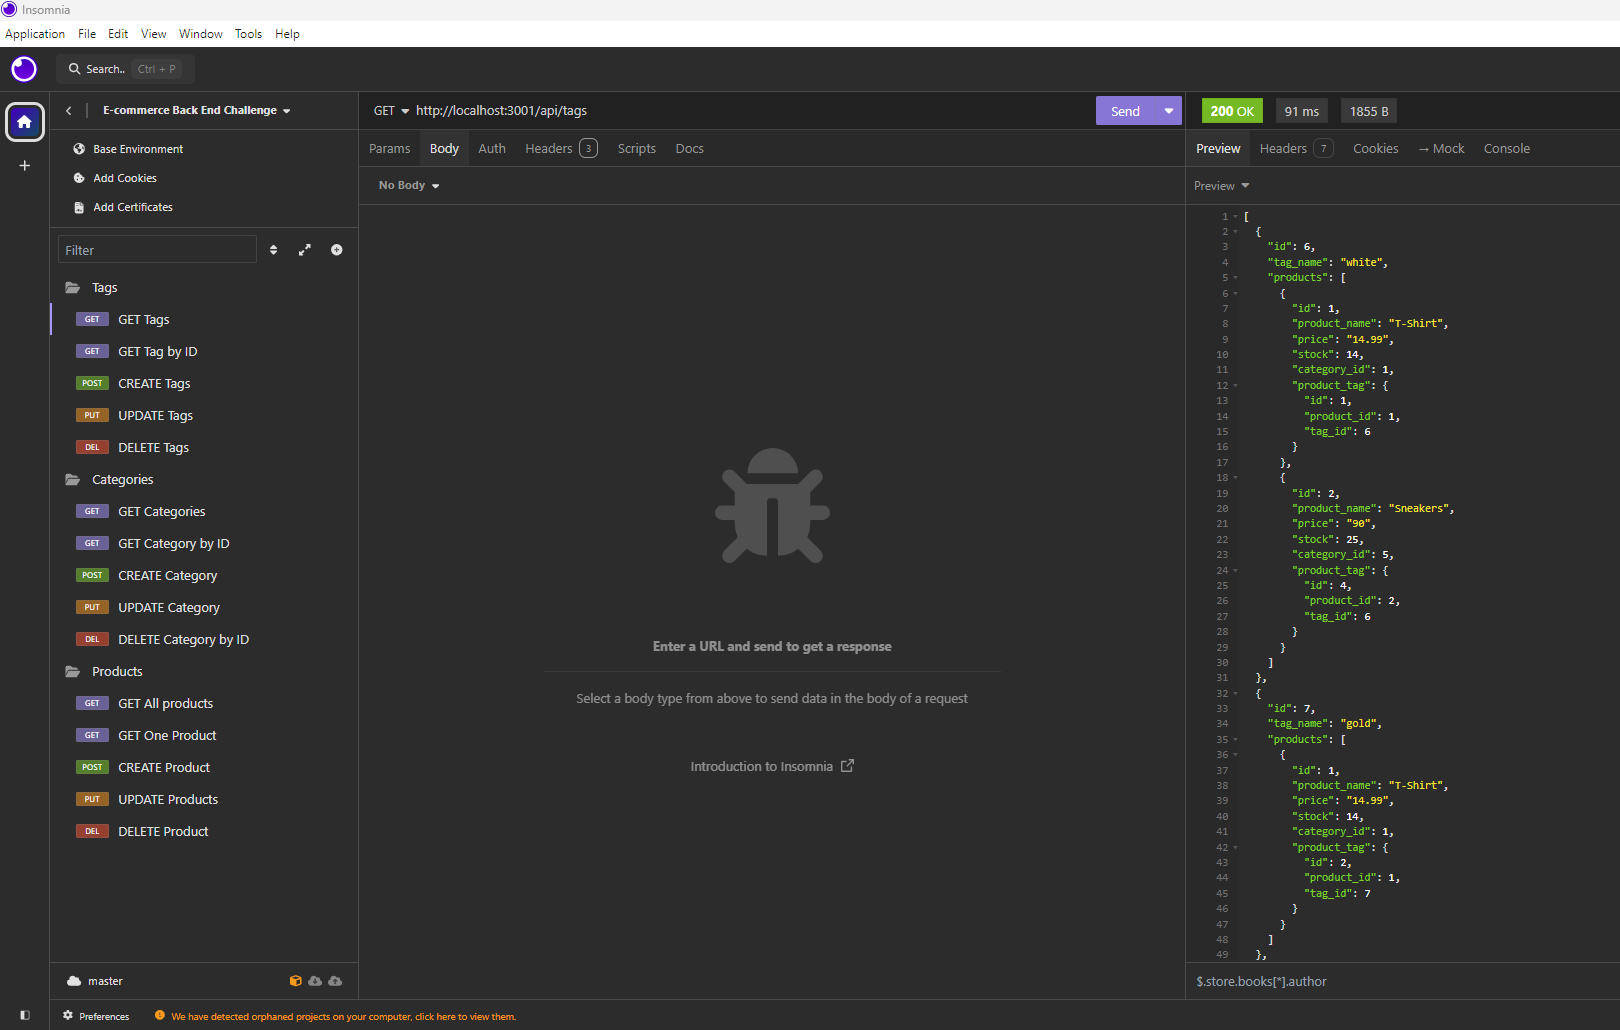 Insomnia
Application File Edit View Window Tools Help
Search.. Ctrl + P
E-commerce Back End Challenge
Base Environment
Add Cookies
Add Certificates
Filter
Tags
GET GET Tags
GET GET Tag by ID
POST CREATE Tags
PUT UPDATE Tags
DEL DELETE Tags
Categories
GET GET Categories
GET GET Category by ID
POST CREATE Category
PUT UPDATE Category
DEL DELETE Category by ID
Products
GET GET All products
GET GET One Product
POST CREATE Product
PUT UPDATE Products
DEL DELETE Product
master
GET http://localhost:3001/api/tags Send
Params Body Auth Headers 3 Scripts Docs
No Body
Enter a URL and send to get a response
Select a body type from above to send data in the body of a request
Introduction to Insomnia
200 OK 91 ms 1855 B
Preview Headers 7 Cookies → Mock Console
Preview
1 [
2 {
3 "id": 6,
4 "tag_name": "white",
5 "products": [
6 {
7 "id": 1,
8 "product_name": "T-Shirt",
9 "price": "14.99",
10 "stock": 14,
11 "category_id": 1,
12 "product_tag": {
13 "id": 1,
14 "product_id": 1,
15 "tag_id": 6
16 }
17 },
18 {
19 "id": 2,
20 "product_name": "Sneakers",
21 "price": "90",
22 "stock": 25,
23 "category_id": 5,
24 "product_tag": {
25 "id": 4,
26 "product_id": 2,
27 "tag_id": 6
28 }
29 }
30 ]
31 },
32 {
33 "id": 7,
34 "tag_name": "gold",
35 "products": [
36 {
37 "id": 1,
38 "product_name": "T-Shirt",
39 "price": "14.99",
40 "stock": 14,
41 "category_id": 1,
42 "product_tag": {
43 "id": 2,
44 "product_id": 1,
45 "tag_id": 7
46 }
47 }
48 ]
49 },
$.store.books[*].author
Preferences We have detected orphaned projects on your computer, click here to view them.